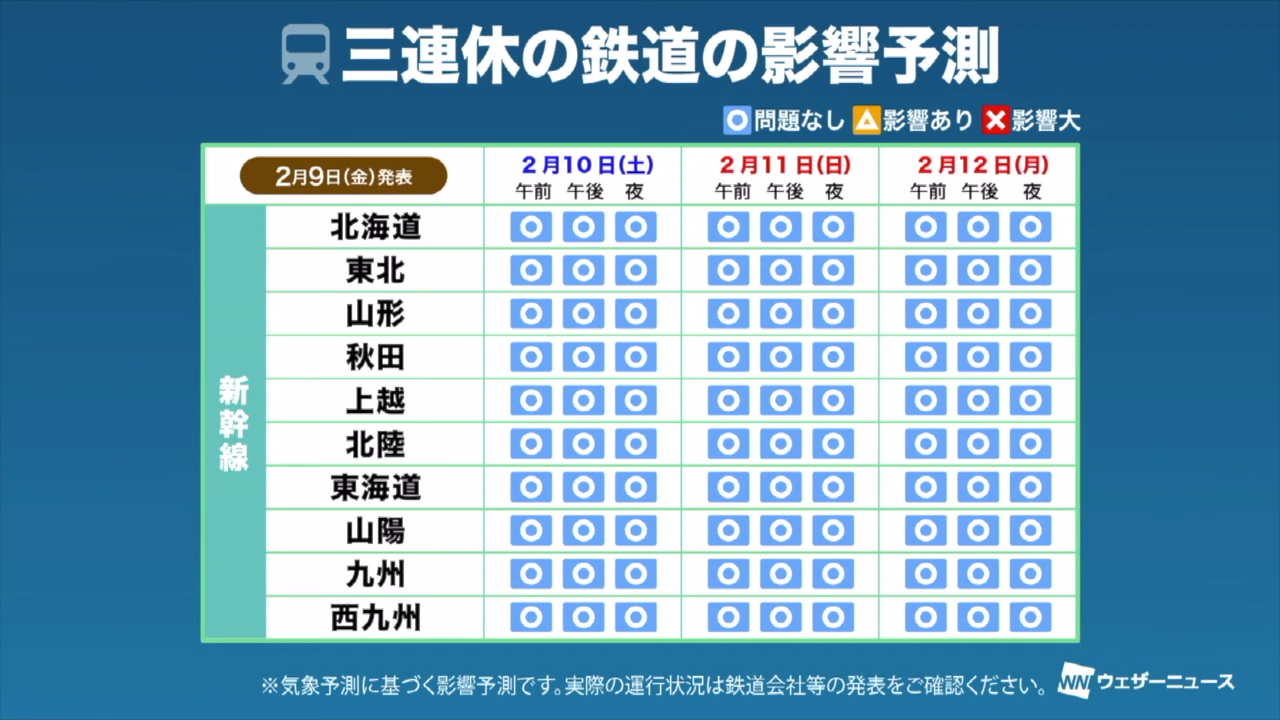 三連休の鉄道の影響予測
問題なし 影響あり 影響大
2月9日(金)発表 2月10日(土) 2月11日(日) 2月12日(月)
午前 午後 夜 午前 午後 夜 午前 午後 夜
新幹線
北海道
東北
山形
秋田
上越
北陸
東海道
山陽
九州
西九州
※気象予測に基づく影響予測です。実際の運行状況は鉄道会社等の発表をご確認ください。
WN ウェザーニュース